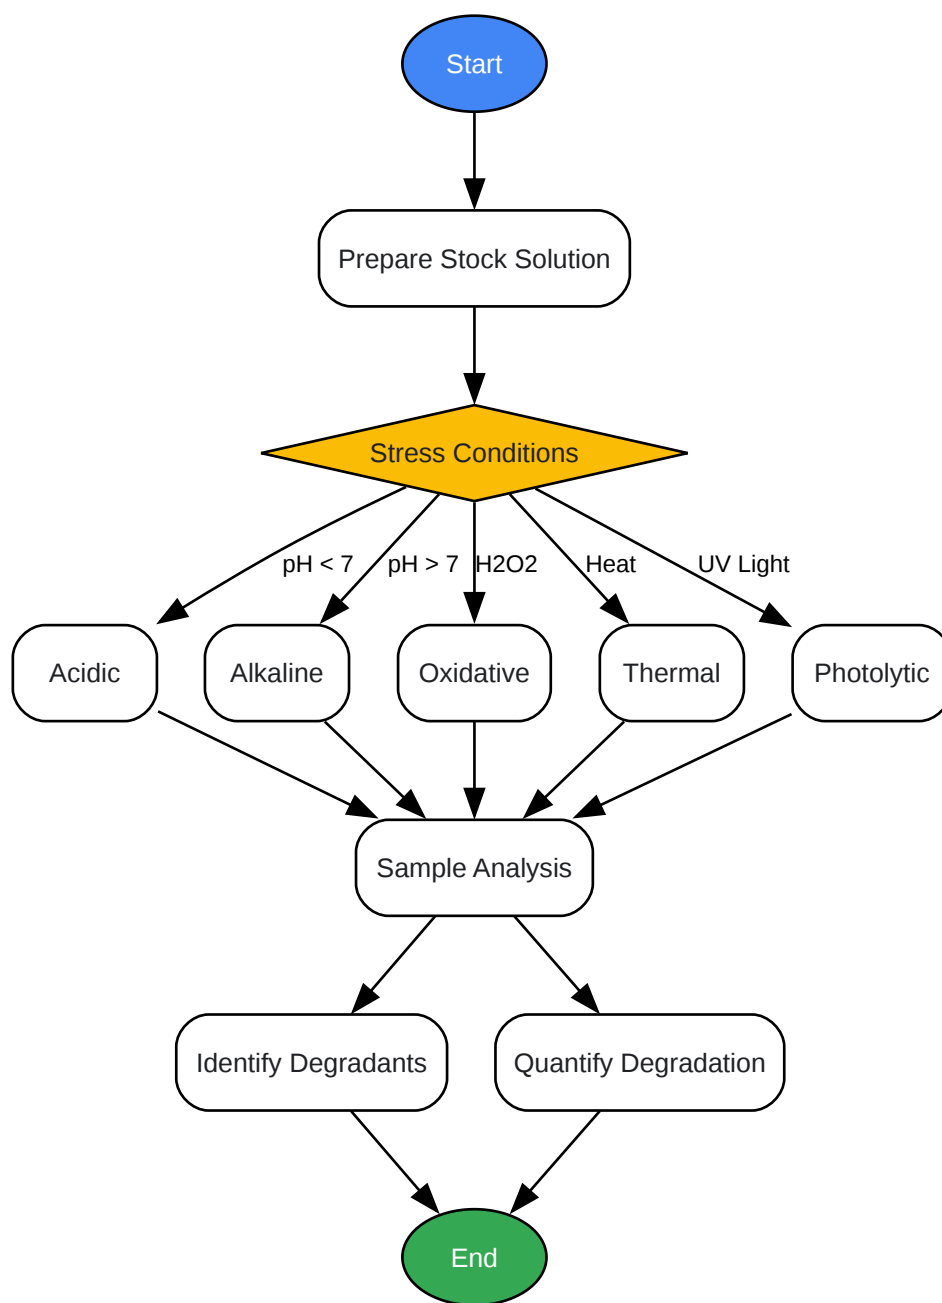 Start
Prepare Stock Solution
Stress Conditions
pH < 7
pH > 7
H2O2
Heat
UV Light
Acidic
Alkaline
Oxidative
Thermal
Photolytic
Sample Analysis
Identify Degradants
Quantify Degradation
End